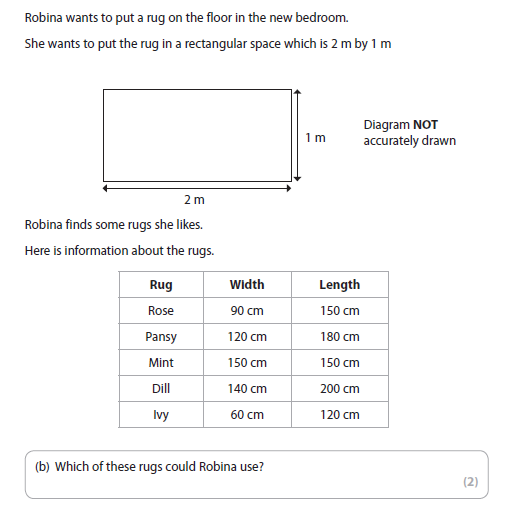 Robina wants to put a rug on the floor in the new bedroom.
She wants to put the rug in a rectangular space which is 2 m by 1 m
1 m
Diagram NOT
accurately drawn
2 m
Robina finds some rugs she likes.
Here is information about the rugs.
Rug Width Length
Rose 90 cm 150 cm
Pansy 120 cm 180 cm
Mint 150 cm 150 cm
Dill 140 cm 200 cm
Ivy 60 cm 120 cm
(b) Which of these rugs could Robina use?
(2)